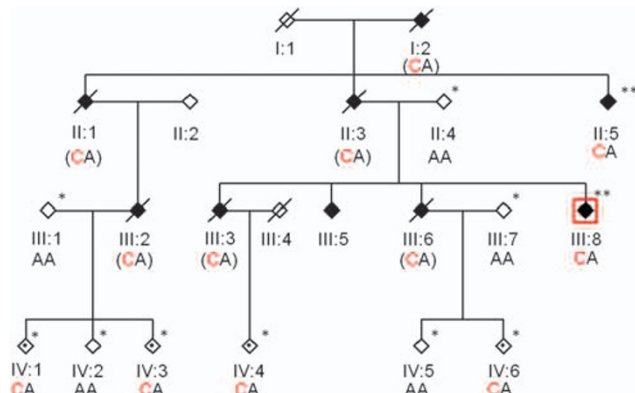 I:1 I:2
(CA)
* **
II:1 II:2 II:3 II:4 II:5
(CA) (CA) AA CA
* * **
III:1 III:2 III:3 III:4 III:5 III:6 III:7 III:8
AA (CA) (CA) (CA) AA CA
* * * * * *
IV:1 IV:2 IV:3 IV:4 IV:5 IV:6
CA AA CA CA AA CA